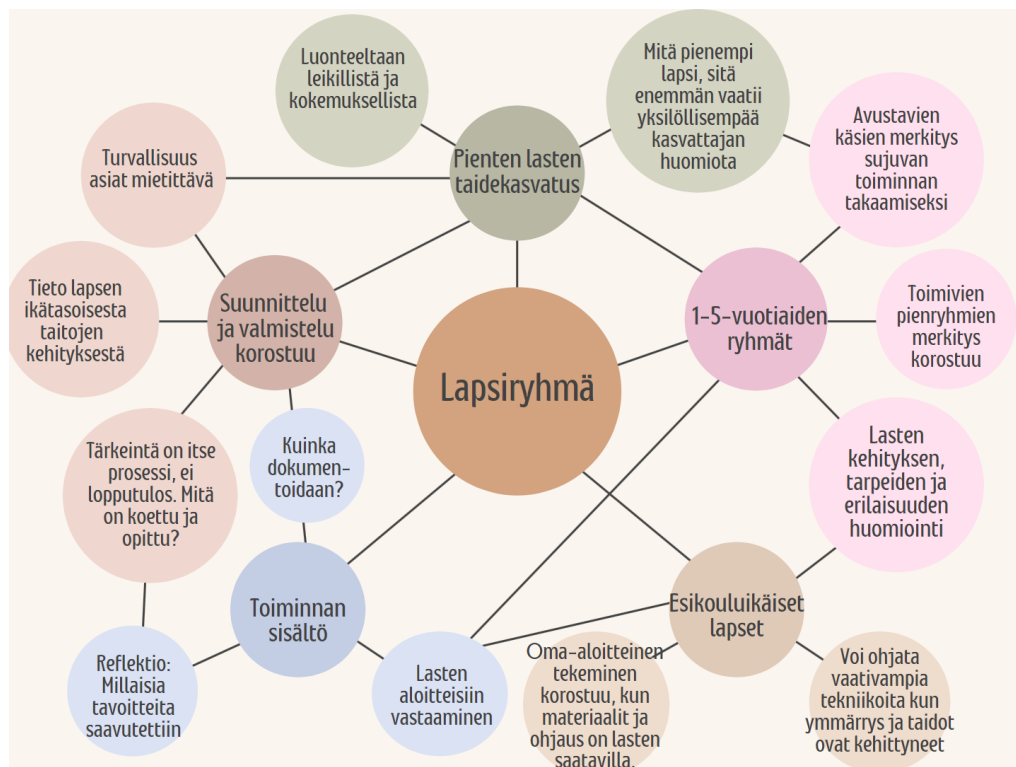 Luonteeltaan
leikillistä ja
kokemuksellista
Mitä pienempi
lapsi, sitä
enemmän vaatii
yksilöllisempää
kasvattajan
huomiota
Avustavien
käsien merkitys
sujuvan
toiminnan
takaamiseksi
Turvallisuus
asiat mietittävä
Pienten lasten
taidekasvatus
Tieto lapsen
ikätasoisesta
taitojen
kehityksestä
Suunnittelu
ja valmistelu
korostuu
1-5-vuotiaiden
ryhmät
Toimivien
pienryhmien
merkitys
korostuu
Lapsiryhmä
Tärkeintä on itse
prosessi, ei
lopputulos. Mitä
on koettu ja
opittu?
Kuinka
dokumen-
toidaan?
Lasten
kehityksen,
tarpeiden ja
erilaisuuden
huomiointi
Toiminnan
sisältö
Esikouluikäiset
lapset
Reflektio:
Millaisia
tavoitteita
saavutettiin
Lasten
aloitteisiin
vastaaminen
Oma-aloitteinen
tekeminen
korostuu, kun
materiaalit ja
ohjaus on lasten
saatavilla.
Voi ohjata
vaativampia
tekniikoita kun
ymmärrys ja taidot
ovat kehittyneet